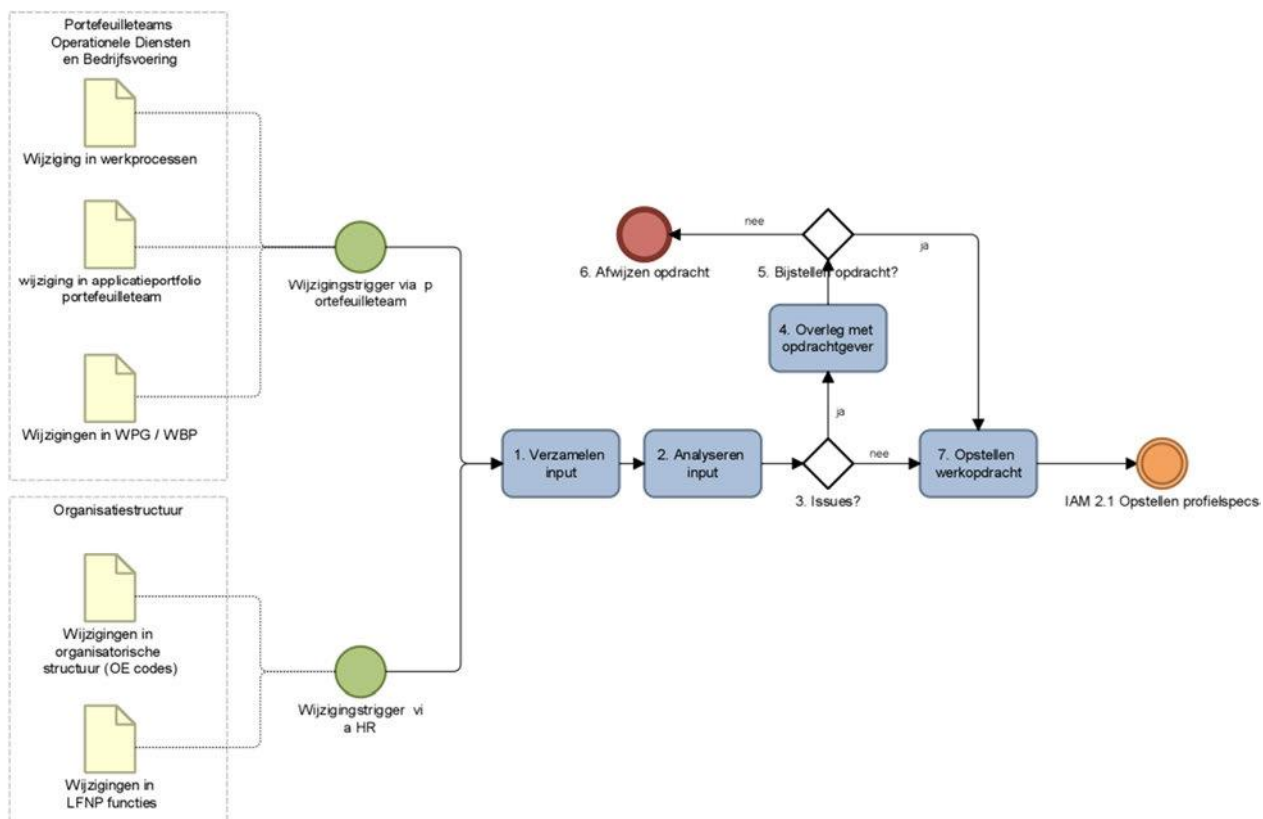 Portefeuilleteams
Operationele Diensten
en Bedrijfsvoering
Wijziging in werkprocessen
wijziging in applicatieportfolio
portefeuilleteam
Wijzigingen in WPG / WBP
Wijzigingstrigger via p
ortefeuilleteam
Organisatiestructuur
Wijzigingen in
organisatorische
structuur (OE codes)
Wijzigingen in
LFNP functies
Wijzigingstrigger vi
a HR
1. Verzamelen
input
2. Analyseren
input
3. Issues?
ja
nee
4. Overleg met
opdrachtgever
5. Bijstellen opdracht?
nee
ja
6. Afwijzen opdracht
7. Opstellen
werkopdracht
IAM 2.1 Opstellen profielspecs